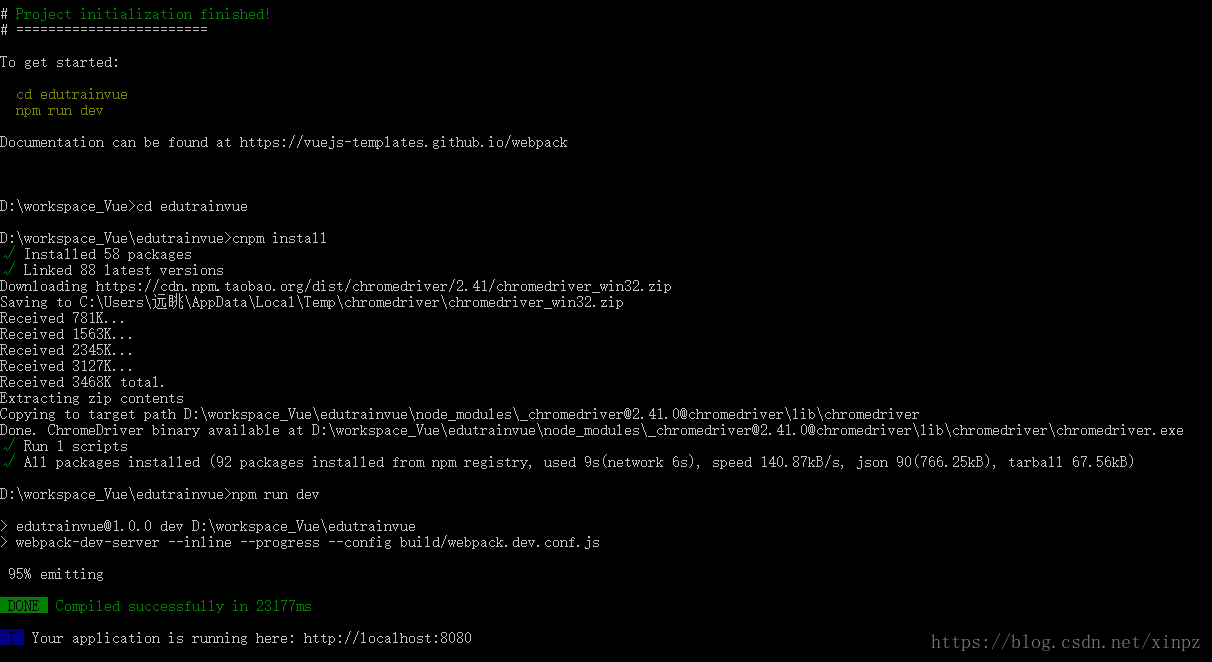 # Project initialization finished!
# ========================
To get started:
cd edutrainvue
npm run dev
Documentation can be found at https://vuejs-templates.github.io/webpack
D:\workspace_Vue>cd edutrainvue
D:\workspace_Vue\edutrainvue>cnpm install
√ Installed 58 packages
√ Linked 88 latest versions
Downloading https://cdn.npm.taobao.org/dist/chromedriver/2.41/chromedriver_win32.zip
Saving to C:\Users\远眺\AppData\Local\Temp\chromedriver\chromedriver_win32.zip
Received 781K...
Received 1563K...
Received 2345K...
Received 3127K...
Received 3468K total.
Extracting zip contents
Copying to target path D:\workspace_Vue\edutrainvue\node_modules\_chromedriver@2.41.0@chromedriver\lib\chromedriver
Done. ChromeDriver binary available at D:\workspace_Vue\edutrainvue\node_modules\_chromedriver@2.41.0@chromedriver\lib\chromedriver\chromedriver.exe
√ Run 1 scripts
√ All packages installed (92 packages installed from npm registry, used 9s(network 6s), speed 140.87kB/s, json 90(766.25kB), tarball 67.56kB)
D:\workspace_Vue\edutrainvue>npm run dev
> edutrainvue@1.0.0 dev D:\workspace_Vue\edutrainvue
> webpack-dev-server --inline --progress --config build/webpack.dev.conf.js
95% emitting
DONE Compiled successfully in 23177ms
I Your application is running here: http://localhost:8080
https://blog.csdn.net/xinpz